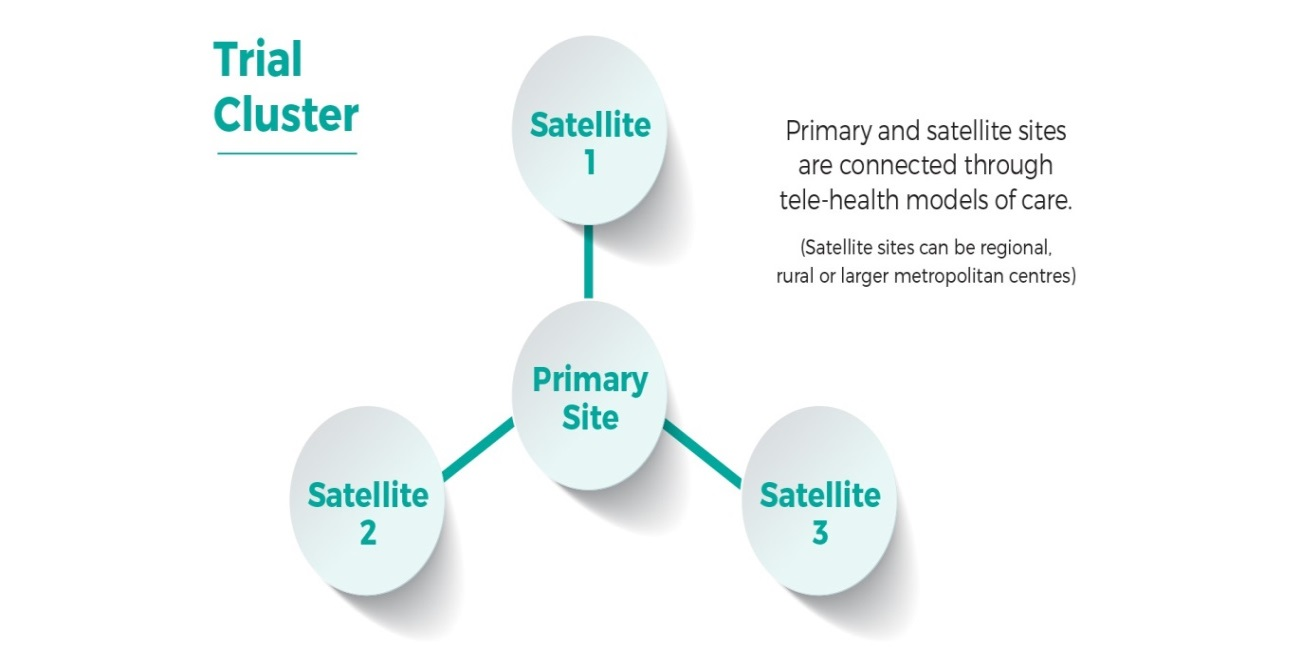 Trial
Cluster
Satellite
1
Primary and satellite sites
are connected through
tele-health models of care.
(Satellite sites can be regional,
rural or larger metropolitan centres)
Primary
Site
Satellite
2
Satellite
3